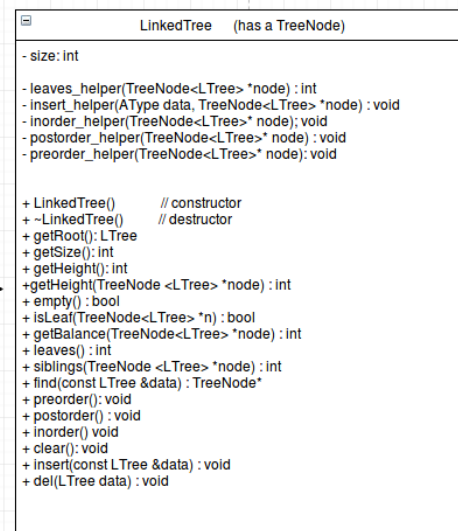 LinkedTree (has a TreeNode)
- size: int
- leaves_helper(TreeNode<LTree> *node) : int
- insert_helper(AType data, TreeNode<LTree> *node) : void
- inorder_helper(TreeNode<LTree>* node); void
- postorder_helper(TreeNode<LTree>* node) : void
- preorder_helper(TreeNode<LTree>* node): void
+ LinkedTree() // constructor
+ ~LinkedTree() // destructor
+ getRoot(): LTree
+ getSize(): int
+ getHeight(): int
+getHeight(TreeNode <LTree> *node) : int
+ empty() : bool
+ isLeaf(TreeNode<LTree> *n) : bool
+ getBalance(TreeNode<LTree> *node) : int
+ leaves() : int
+ siblings(TreeNode <LTree> *node) : int
+ find(const LTree &data) : TreeNode*
+ preorder(): void
+ postorder() : void
+ inorder() void
+ clear(): void
+ insert(const LTree &data) : void
+ del(LTree data) : void